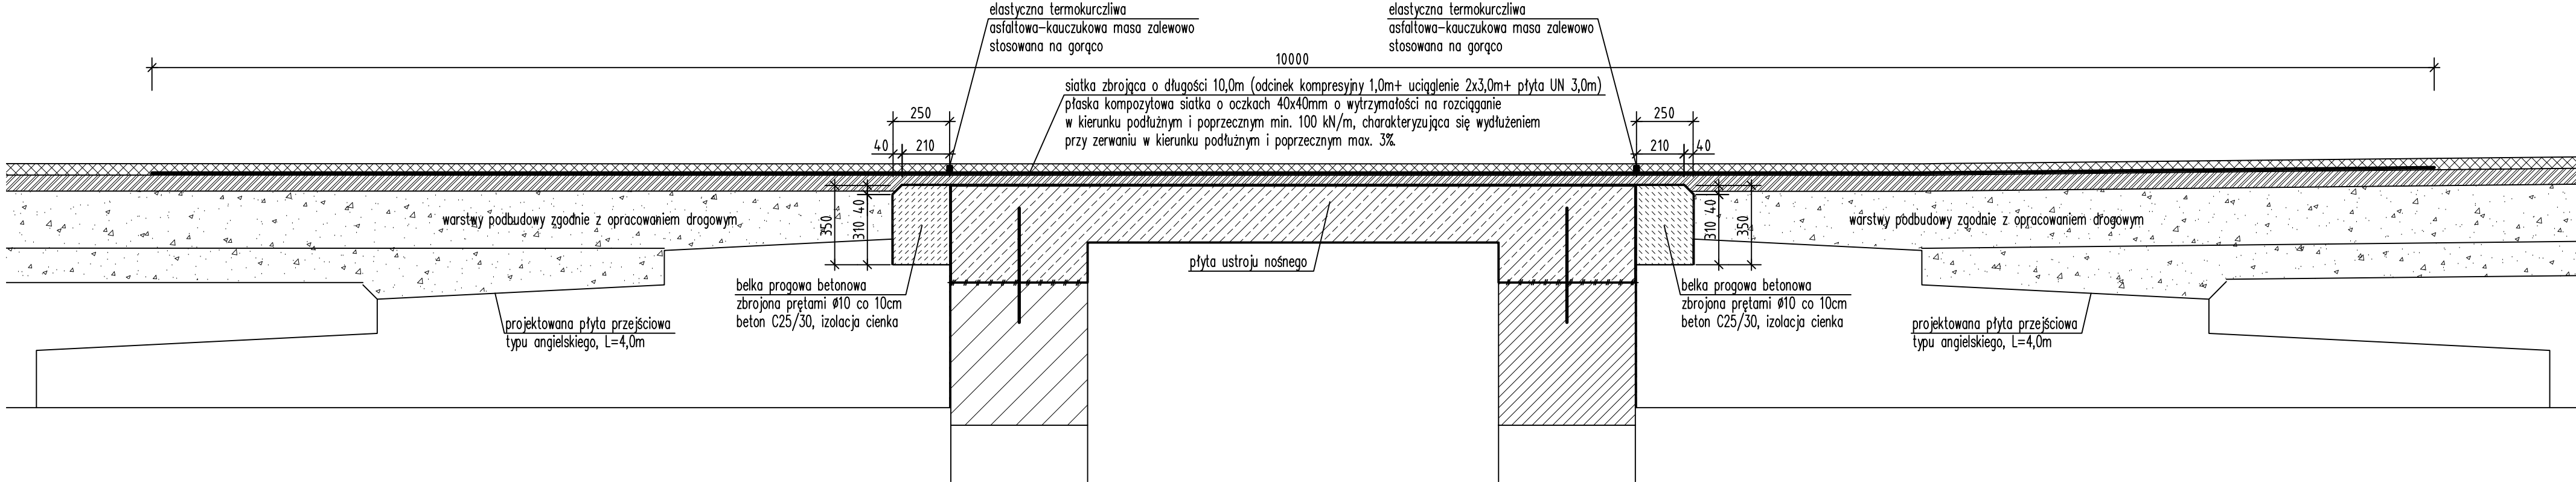 elastyczna termokurczliwa
asfaltowa-kauczukowa masa zalewowo
stosowana na gorąco
elastyczna termokurczliwa
asfaltowa-kauczukowa masa zalewowo
stosowana na gorąco
10000
siatka zbrojąca o długości 10,0m (odcinek kompresyjny 1,0m+ uciąglenie 2x3,0m+ płyta UN 3,0m)
płaska kompozytowa siatka o oczkach 40x40mm o wytrzymałości na rozciąganie
w kierunku podłużnym i poprzecznym min. 100 kN/m, charakteryzująca się wydłużeniem
przy zerwaniu w kierunku podłużnym i poprzecznym max. 3%.
250
40
210
250
210
40
350
310
40
310
40
350
warstwy podbudowy zgodnie z opracowaniem drogowym
warstwy podbudowy zgodnie z opracowaniem drogowym
płyta ustroju nośnego
belka progowa betonowa
zbrojona prętami Ø10 co 10cm
beton C25/30, izolacja cienka
belka progowa betonowa
zbrojona prętami Ø10 co 10cm
beton C25/30, izolacja cienka
projektowana płyta przejściowa
typu angielskiego, L=4,0m
projektowana płyta przejściowa
typu angielskiego, L=4,0m